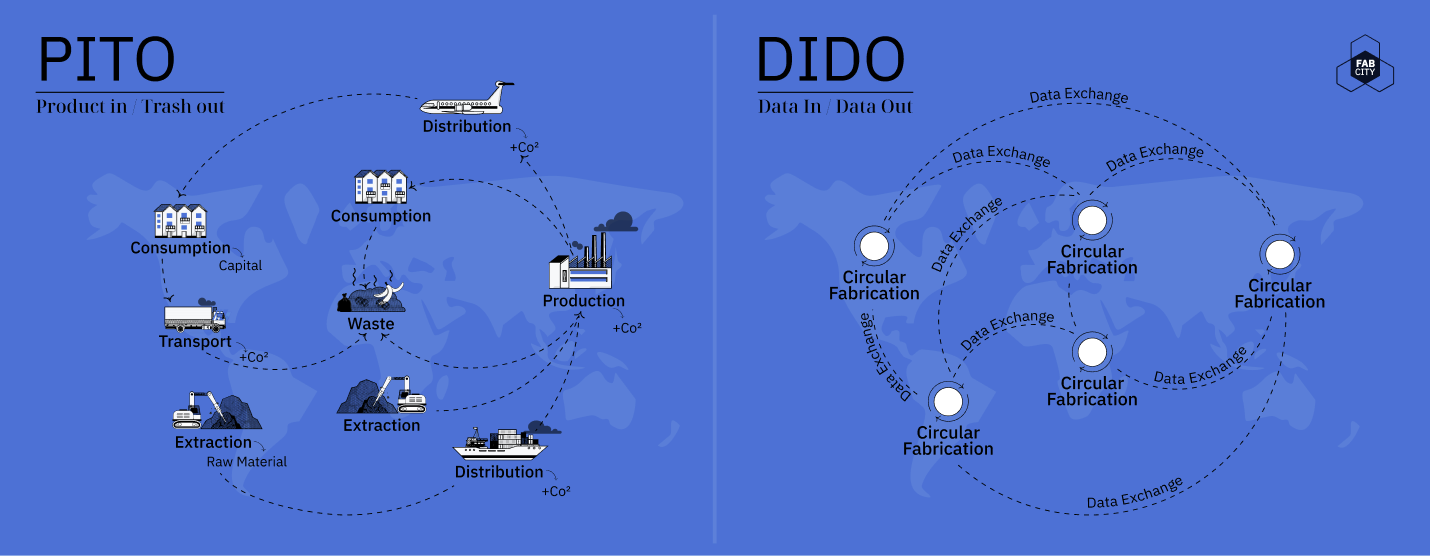 PITO
Product in / Trash out
Distribution
+Co²
Consumption
Consumption
Capital
Production
+Co²
Waste
Transport
+Co²
Extraction
Raw Material
Extraction
Distribution
+Co²
DIDO
Data In / Data Out
FAB
CITY
Data Exchange
Data Exchange
Data Exchange
Data Exchange
Circular
Fabrication
Circular
Fabrication
Circular
Fabrication
Data Exchange
Data Exchange
Data Exchange
Circular
Fabrication
Circular
Fabrication
Data Exchange